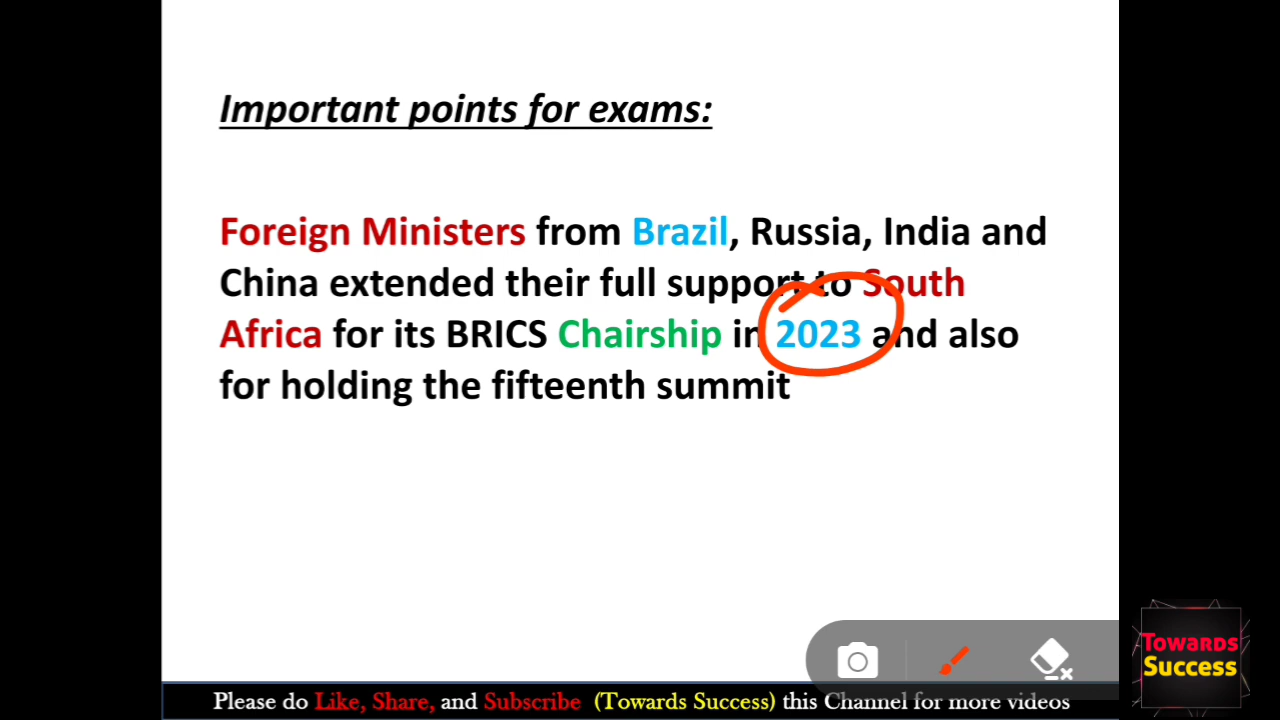 Important points for exams:
Foreign Ministers from Brazil, Russia, India and
China extended their full support to South
Africa for its BRICS Chairship in 2023 and also
for holding the fifteenth summit
Towards
Success
Please do Like, Share, and Subscribe (Towards Success) this Channel for more videos